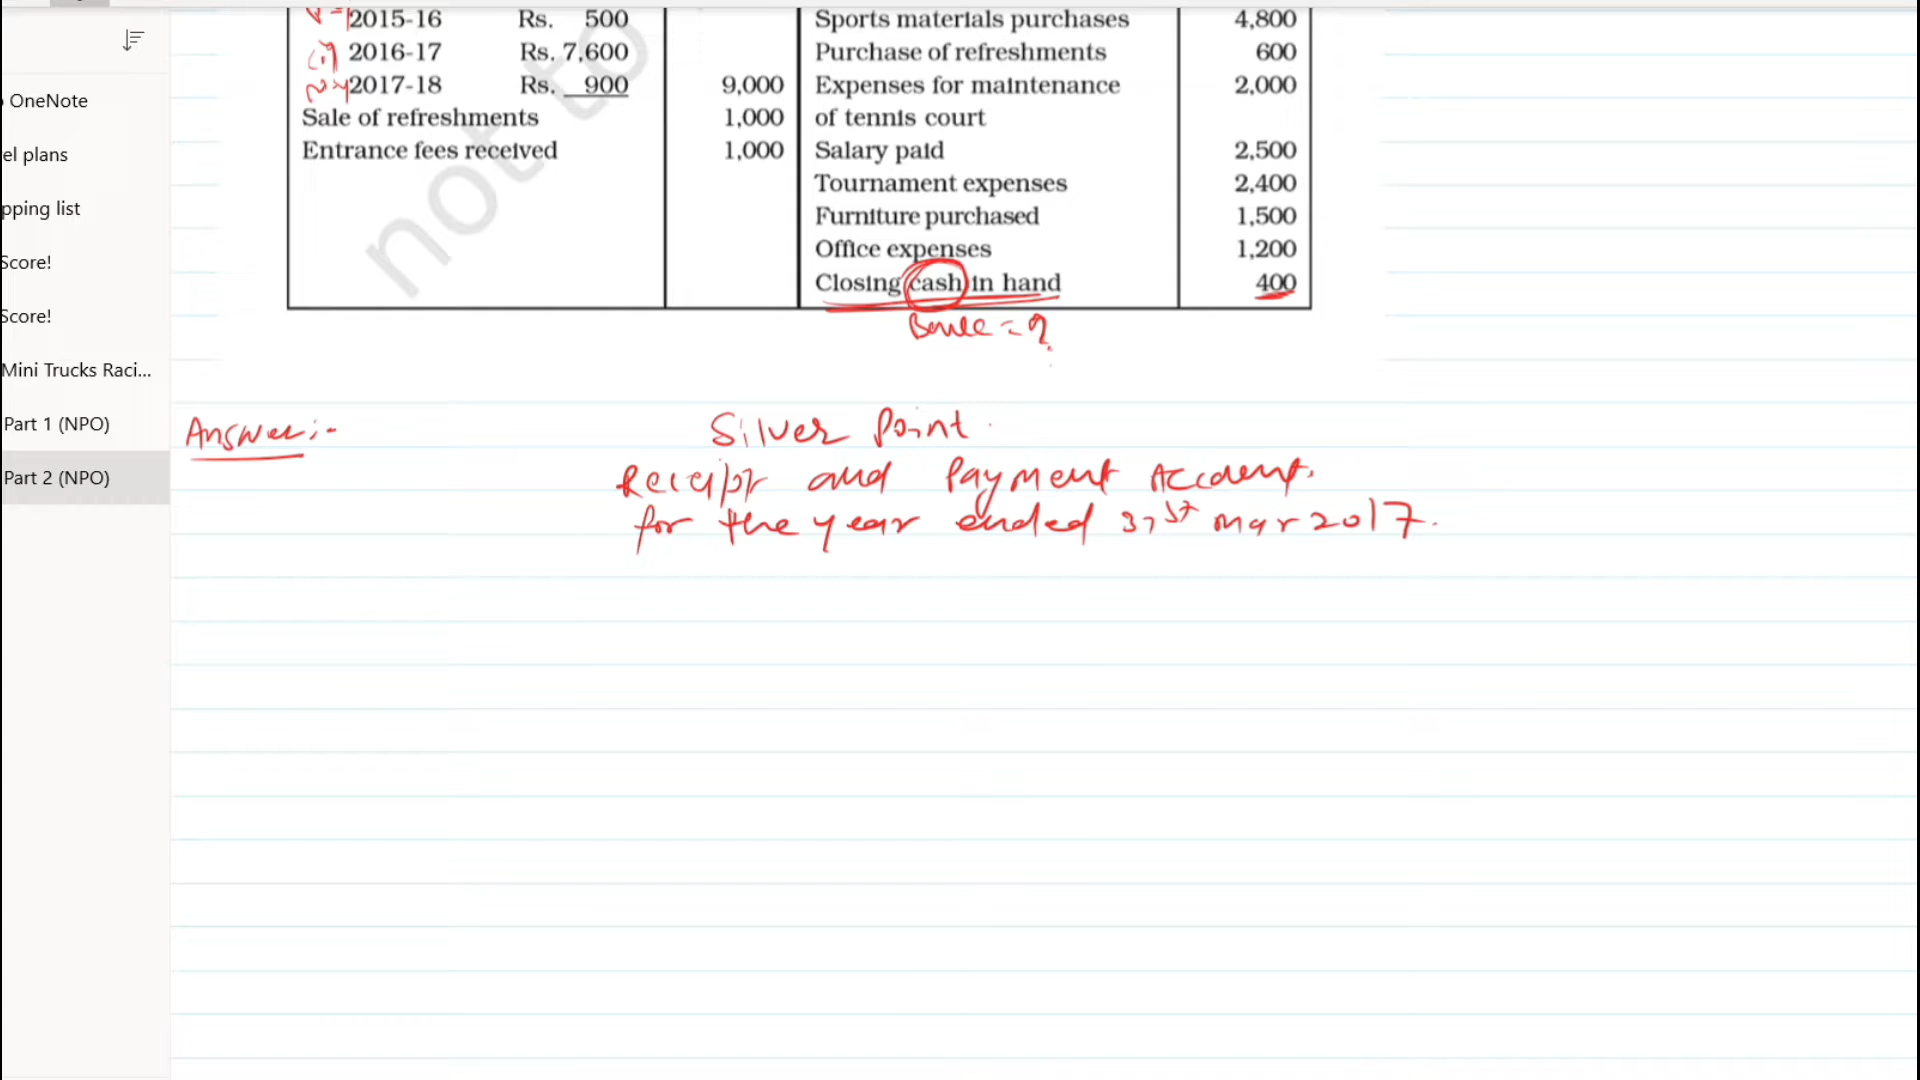 2015-16 Rs. 500
2016-17 Rs. 7,600
2017-18 Rs. 900 9,000
Sale of refreshments 1,000
Entrance fees received 1,000
Sports materials purchases 4,800
Purchase of refreshments 600
Expenses for maintenance 2,000
of tennis court
Salary paid 2,500
Tournament expenses 2,400
Furniture purchased 1,500
Office expenses 1,200
Closing cash in hand 400
= ?
not to
OneNote
el plans
pping list
Score!
Score!
Mini Trucks Raci...
Part 1 (NPO)
Part 2 (NPO)
Answer:-
Silver Point.
and Payment
for the year ended 31st Mar 2017.